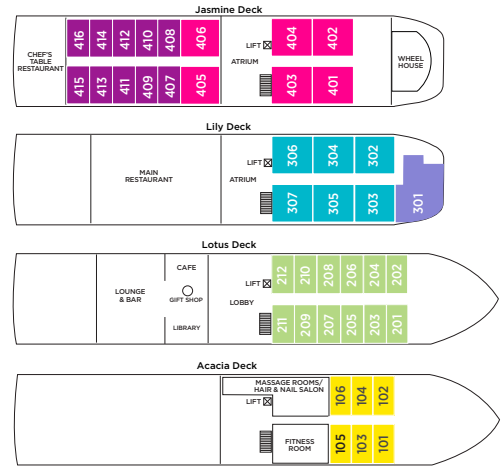 Jasmine Deck
416 414 412 410 408 406
404 402
LIFT
CHEF'S
TABLE
RESTAURANT
ATRIUM
WHEEL
HOUSE
415 413 411 409 407 405
403 401
Lily Deck
306 304 302
LIFT
MAIN
RESTAURANT
ATRIUM
307 305 303 301
Lotus Deck
CAFE
212 210 208 206 204 202
LIFT
LOUNGE
& BAR
GIFT SHOP
LOBBY
LIBRARY
211 209 207 205 203 201
Acacia Deck
MASSAGE ROOMS/
HAIR & NAIL SALON
LIFT
106 104 102
FITNESS
ROOM
105 103 101